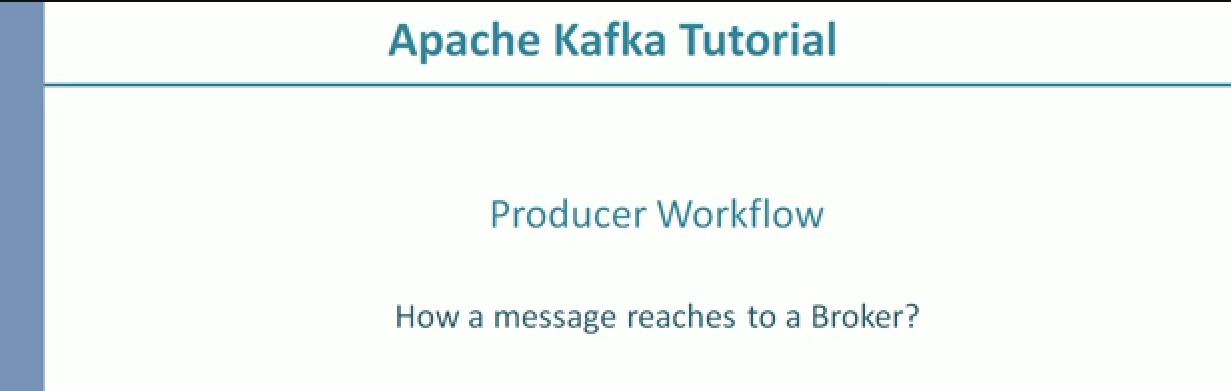 Apache Kafka Tutorial
Producer Workflow
How a message reaches to a Broker?